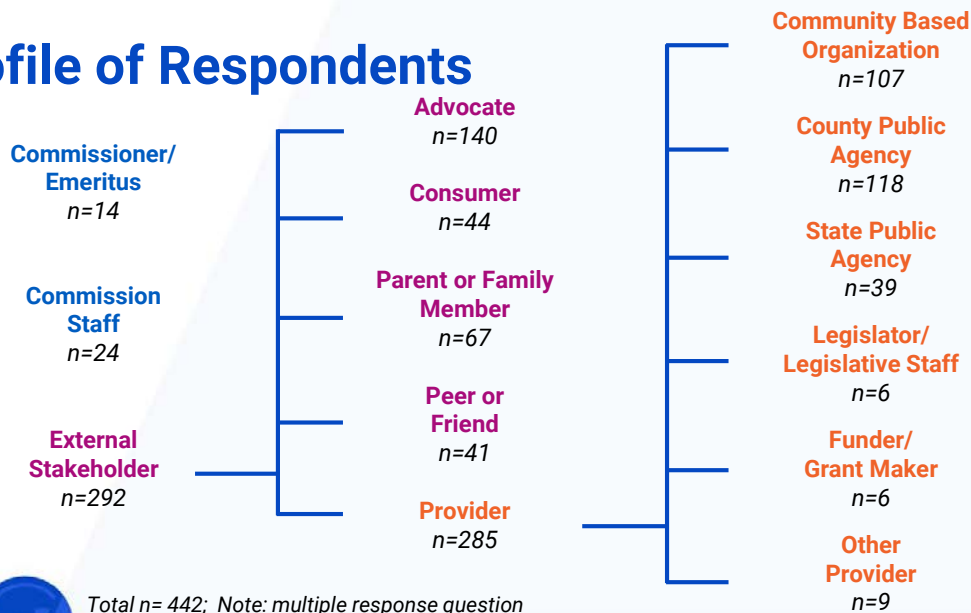 ofile of Respondents
Commissioner/
Emeritus
n=14
Commission
Staff
n=24
External
Stakeholder
n=292
Advocate
n=140
Consumer
n=44
Parent or Family
Member
n=67
Peer or
Friend
n=41
Provider
n=285
Community Based
Organization
n=107
County Public
Agency
n=118
State Public
Agency
n=39
Legislator/
Legislative Staff
n=6
Funder/
Grant Maker
n=6
Other
Provider
n=9
Total n= 442; Note: multiple response question